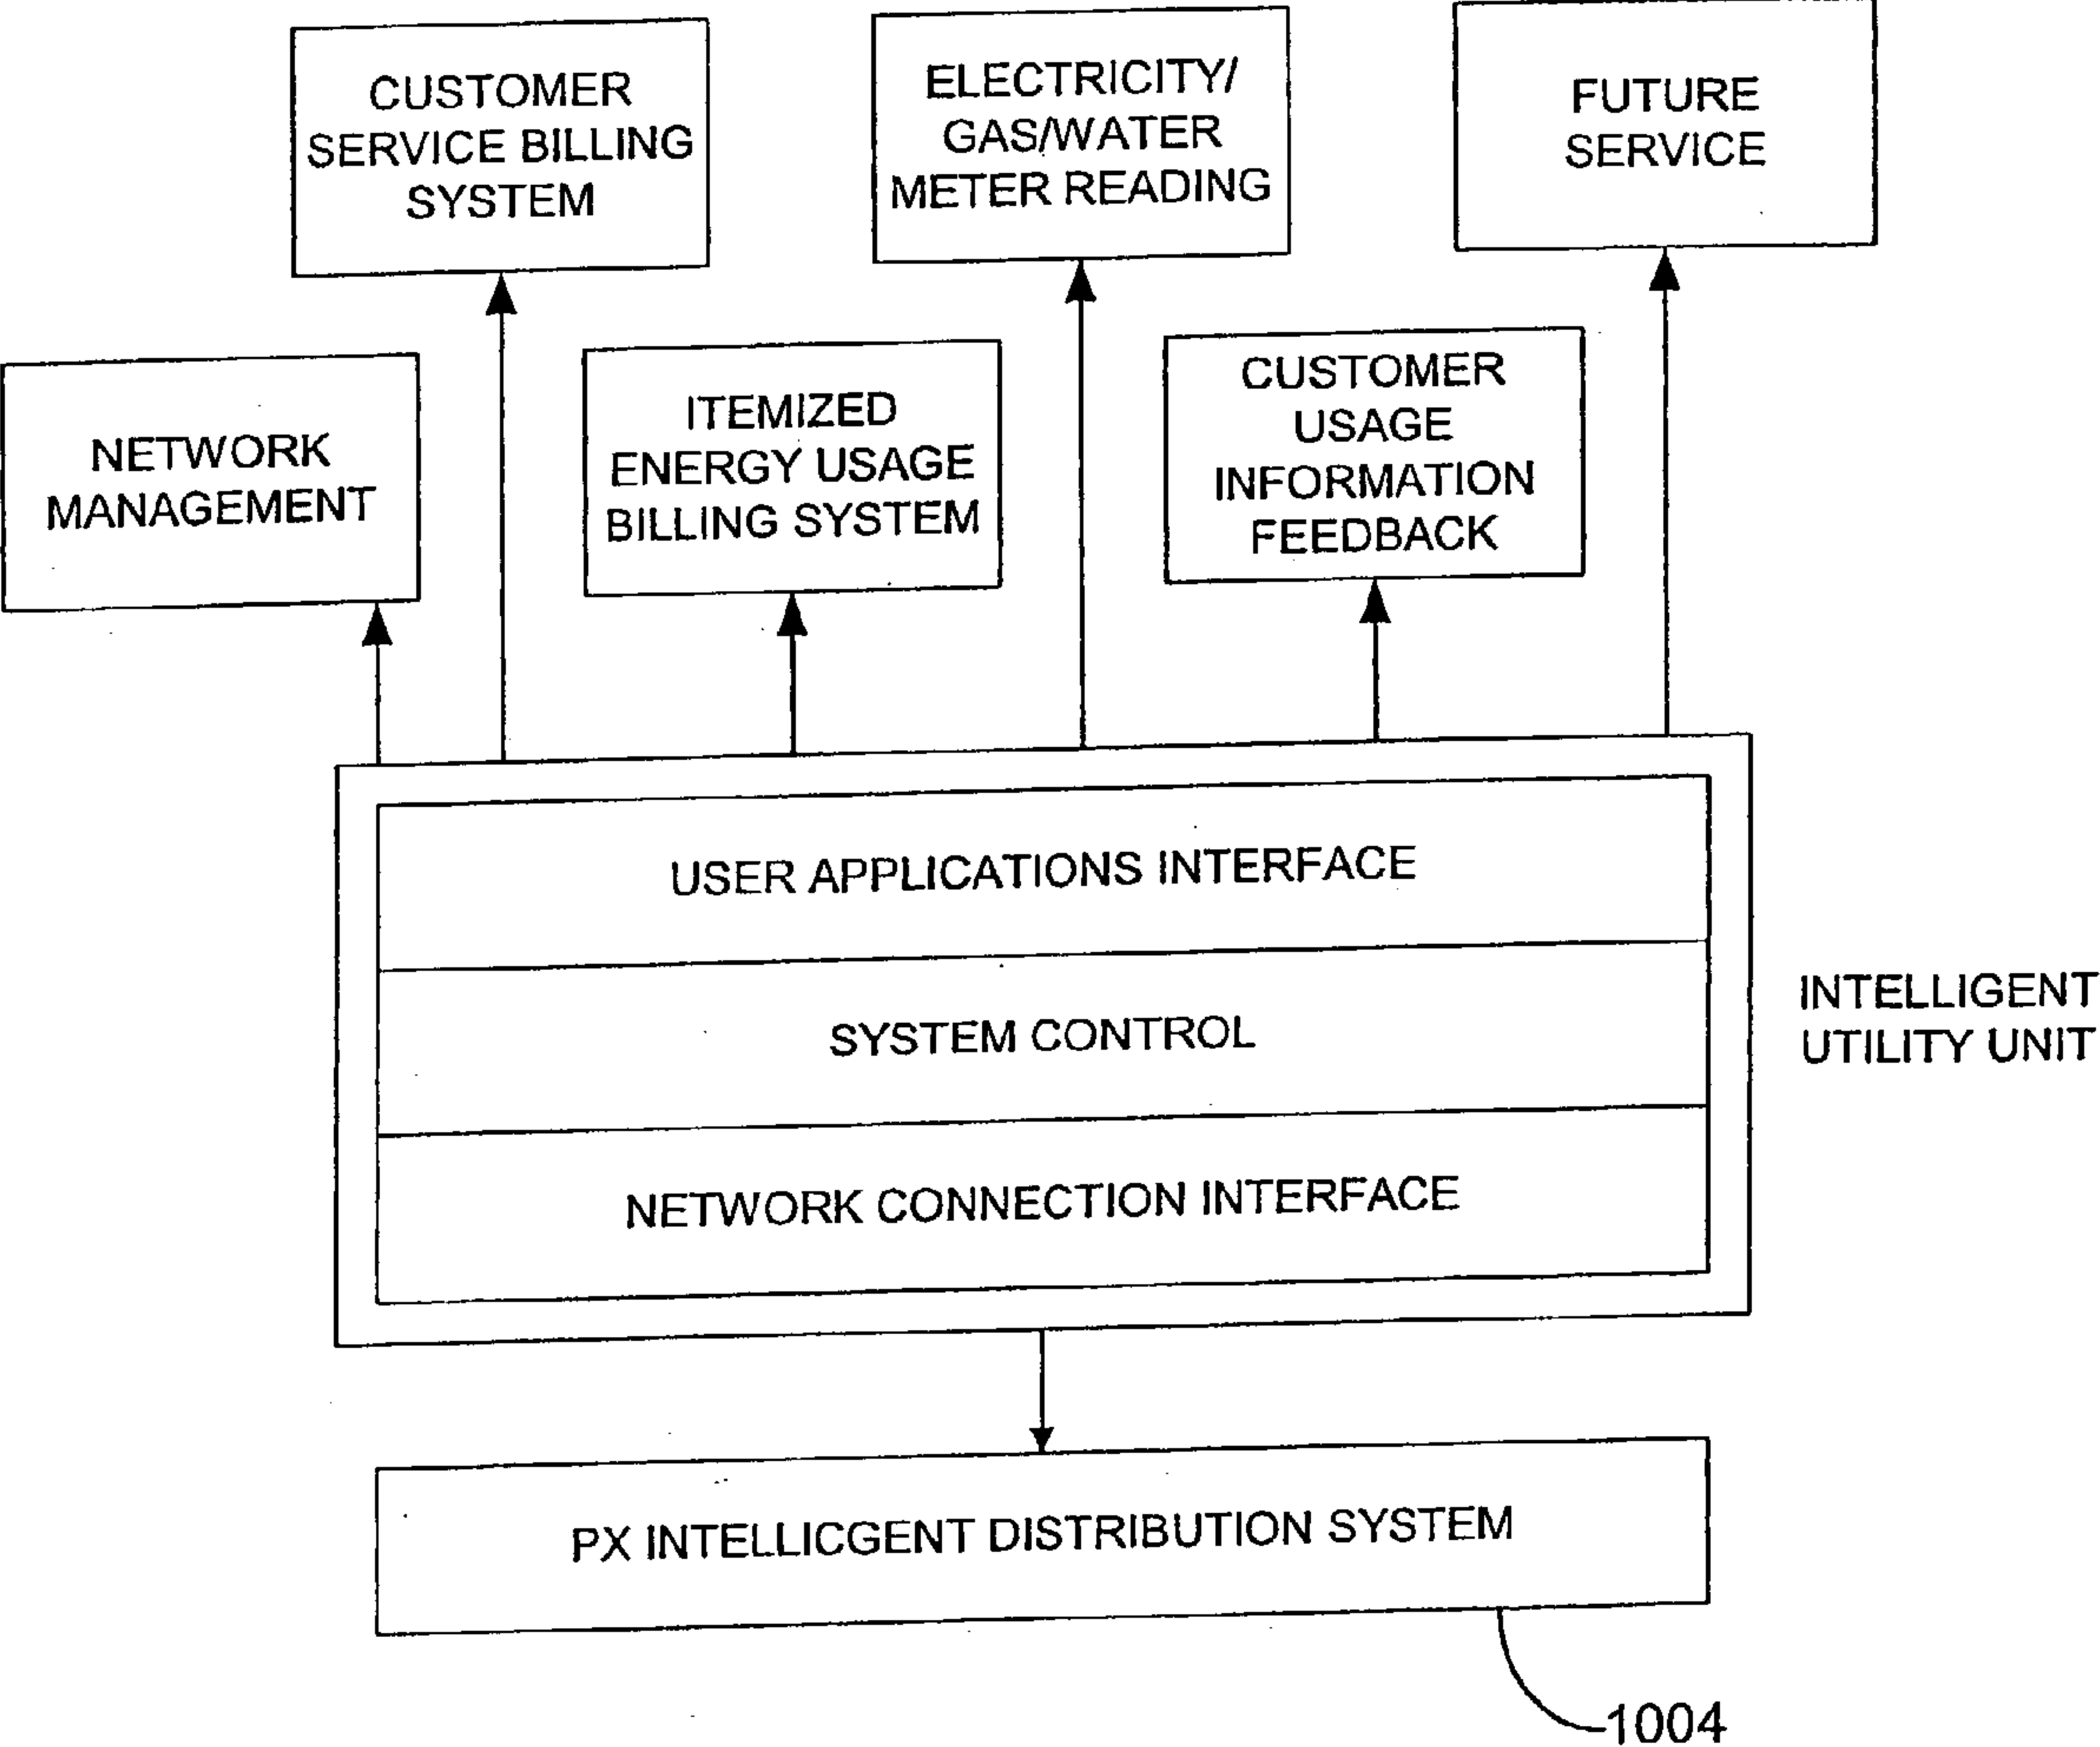 CUSTOMER
SERVICE BILLING
SYSTEM
ELECTRICITY/
GAS/WATER
METER READING
FUTURE
SERVICE
NETWORK
MANAGEMENT
ITEMIZED
ENERGY USAGE
BILLING SYSTEM
CUSTOMER
USAGE
INFORMATION
FEEDBACK
USER APPLICATIONS INTERFACE
SYSTEM CONTROL
NETWORK CONNECTION INTERFACE
INTELLIGENT
UTILITY UNIT
PX INTELLICGENT DISTRIBUTION SYSTEM
1004